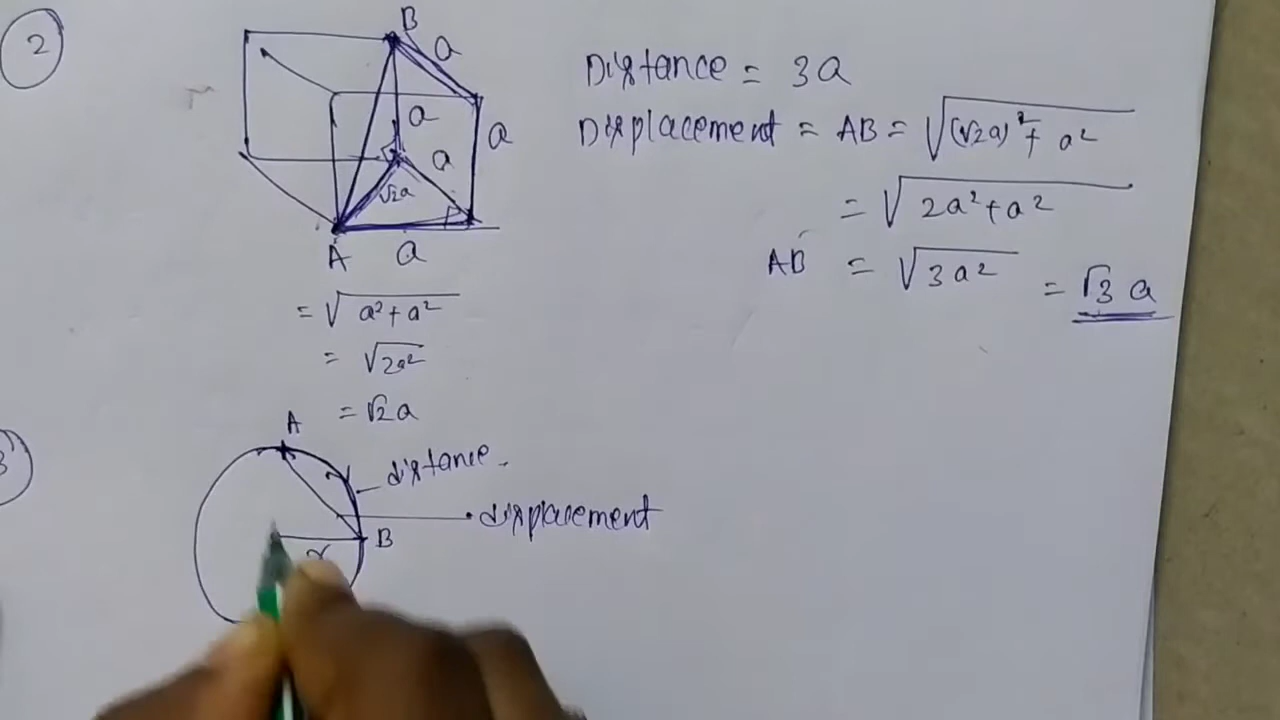 2
B
a
a
a
a
√2a
A
a
= √a²+a²
= √2a²
= √2a
Distance = 3a
Displacement = AB = √(√2a)²+ a²
= √2a²+a²
AB = √3a² = √3 a
3
A
distance
displacement
B
r